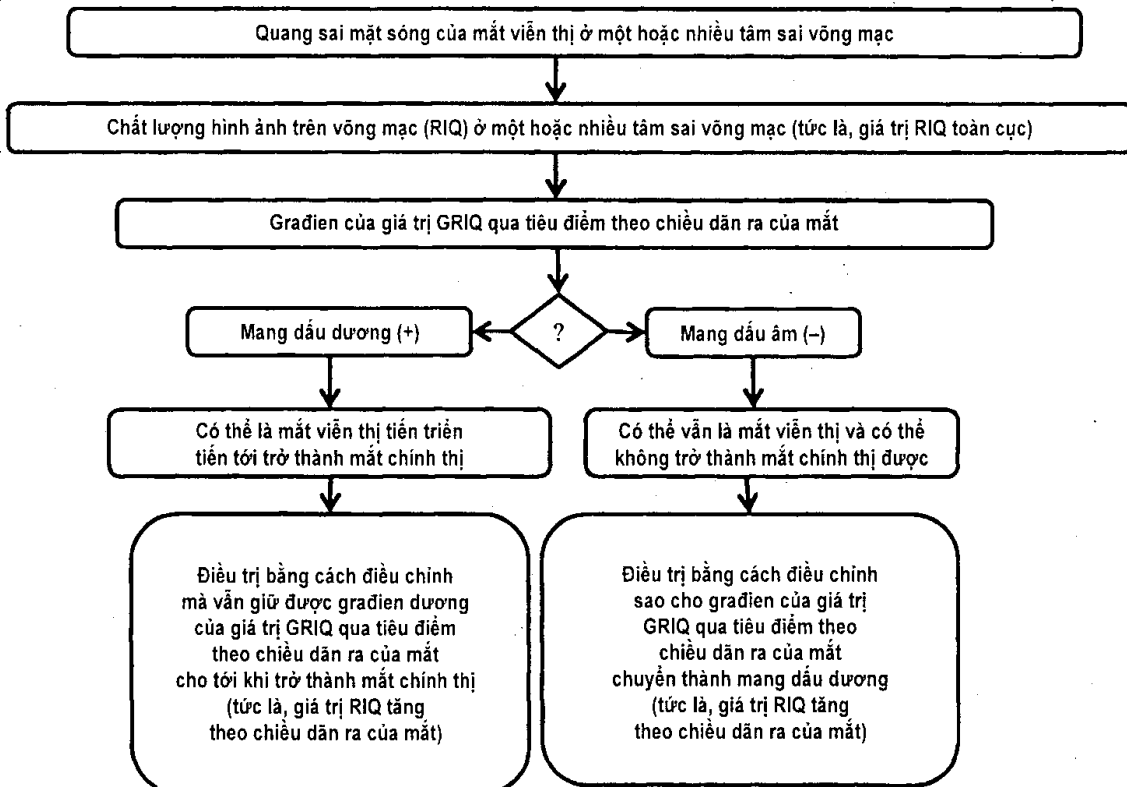 Quang sai mặt sóng của mắt viễn thị ở một hoặc nhiều tâm sai võng mạc
Chất lượng hình ảnh trên võng mạc (RIQ) ở một hoặc nhiều tâm sai võng mạc (tức là, giá trị RIQ toàn cục)
Građien của giá trị GRIQ qua tiêu điểm theo chiều dãn ra của mắt
Mang dấu dương (+)
?
Mang dấu âm (–)
Có thể là mắt viễn thị tiến triển
tiến tới trở thành mắt chính thị
Có thể vẫn là mắt viễn thị và có thể
không trở thành mắt chính thị được
Điều trị bằng cách điều chỉnh
mà vẫn giữ được građien dương
của giá trị GRIQ qua tiêu điểm
theo chiều dãn ra của mắt
cho tới khi trở thành mắt chính thị
(tức là, giá trị RIQ tăng
theo chiều dãn ra của mắt)
Điều trị bằng cách điều chỉnh
sao cho građien của giá trị
GRIQ qua tiêu điểm theo
chiều dãn ra của mắt
chuyển thành mang dấu dương
(tức là, giá trị RIQ tăng
theo chiều dãn ra của mắt)